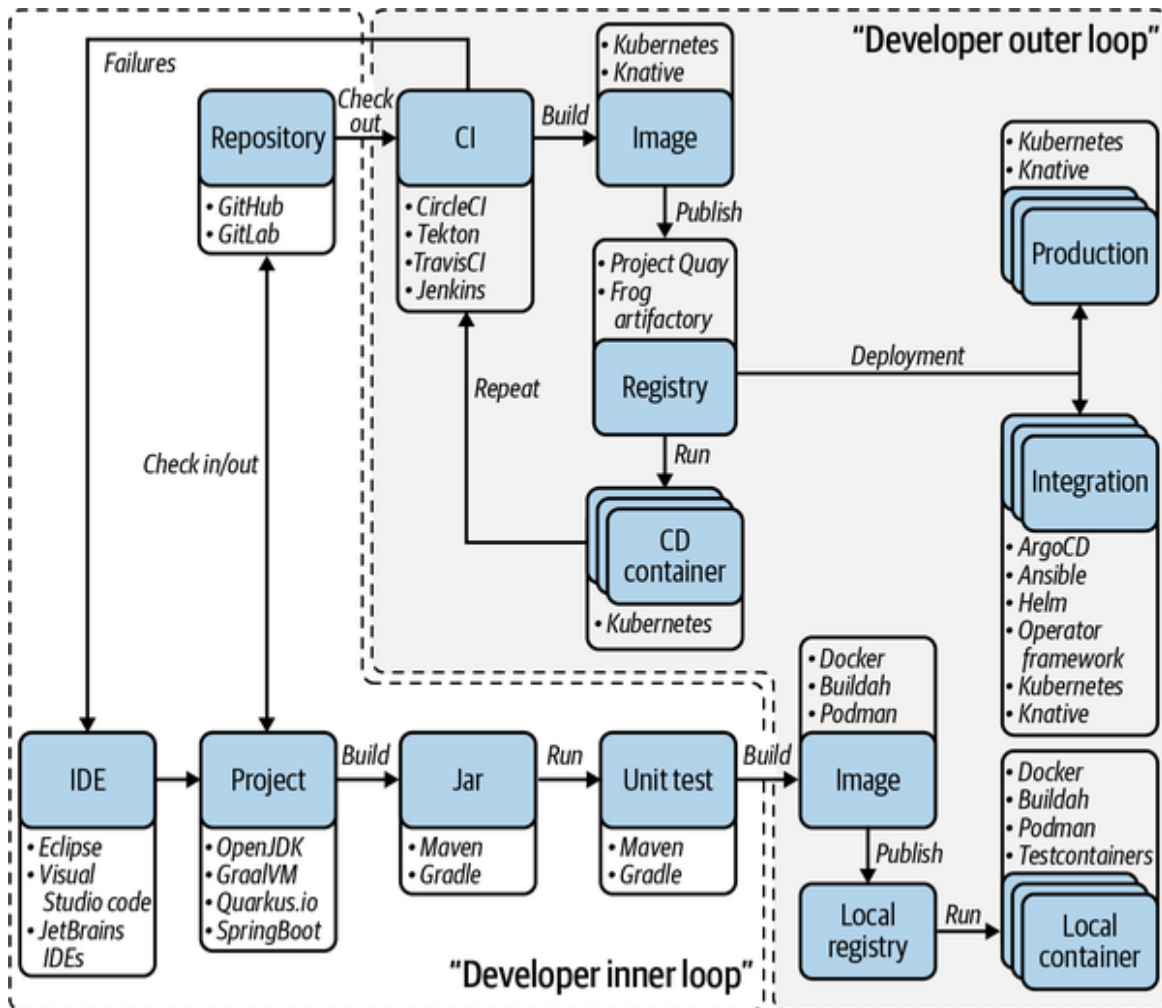 "Developer outer loop"
Failures
Check
out
Repository
• GitHub
• GitLab
CI
• CircleCI
• Tekton
• TravisCI
• Jenkins
Build
• Kubernetes
• Knative
Image
Publish
• Project Quay
• Frog
artifactory
Registry
Deployment
• Kubernetes
• Knative
Production
Integration
• ArgoCD
• Ansible
• Helm
• Operator
framework
• Kubernetes
• Knative
Run
CD
container
• Kubernetes
Repeat
Check in/out
IDE
• Eclipse
• Visual
Studio code
• JetBrains
IDEs
Project
• OpenJDK
• GraalVM
• Quarkus.io
• SpringBoot
Build
Jar
• Maven
• Gradle
Run
Unit test
• Maven
• Gradle
Build
• Docker
• Buildah
• Podman
Image
Publish
Local
registry
Run
• Docker
• Buildah
• Podman
• Testcontainers
Local
container
"Developer inner loop"